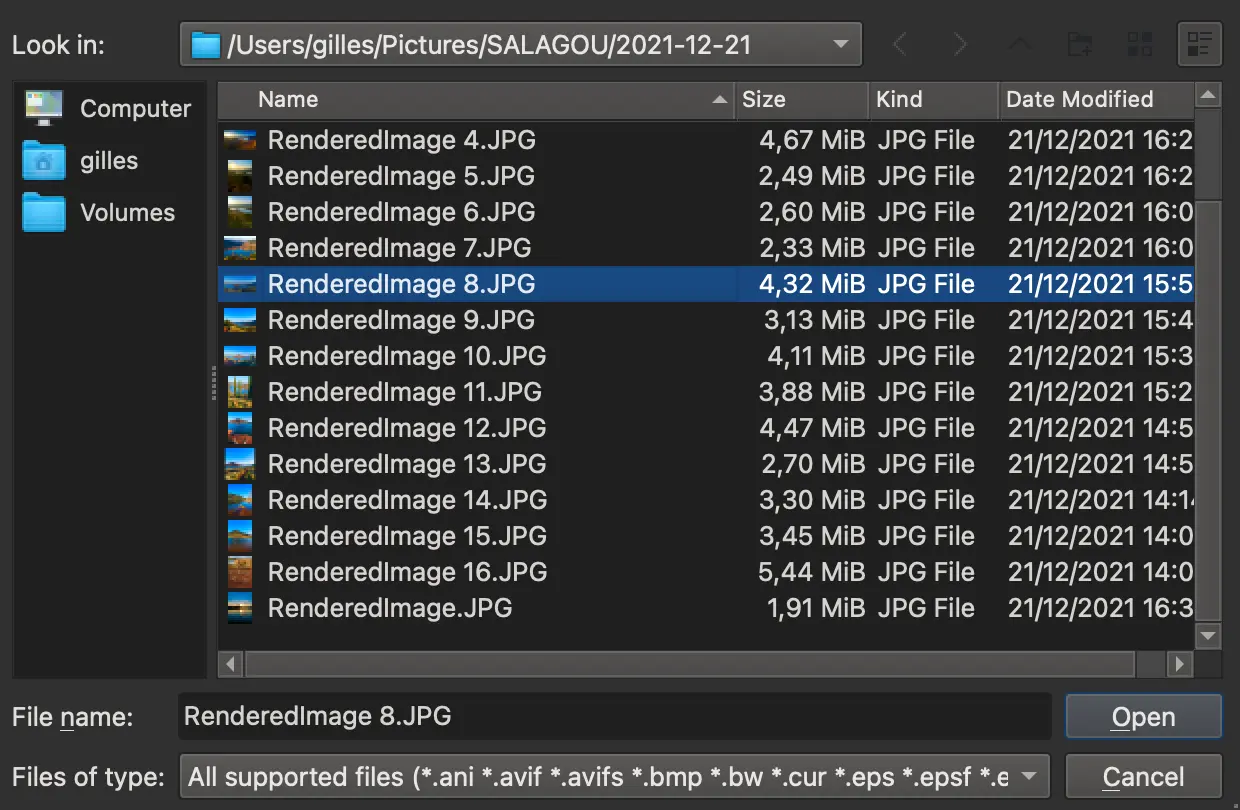 Look in: /Users/gilles/Pictures/SALAGOU/2021-12-21
Computer
gilles
Volumes
Name Size Kind Date Modified
RenderedImage 4.JPG 4,67 MiB JPG File 21/12/2021 16:2
RenderedImage 5.JPG 2,49 MiB JPG File 21/12/2021 16:2
RenderedImage 6.JPG 2,60 MiB JPG File 21/12/2021 16:0
RenderedImage 7.JPG 2,33 MiB JPG File 21/12/2021 16:0
RenderedImage 8.JPG 4,32 MiB JPG File 21/12/2021 15:5
RenderedImage 9.JPG 3,13 MiB JPG File 21/12/2021 15:4
RenderedImage 10.JPG 4,11 MiB JPG File 21/12/2021 15:3
RenderedImage 11.JPG 3,88 MiB JPG File 21/12/2021 15:2
RenderedImage 12.JPG 4,47 MiB JPG File 21/12/2021 14:5
RenderedImage 13.JPG 2,70 MiB JPG File 21/12/2021 14:5
RenderedImage 14.JPG 3,30 MiB JPG File 21/12/2021 14:14
RenderedImage 15.JPG 3,45 MiB JPG File 21/12/2021 14:0
RenderedImage 16.JPG 5,44 MiB JPG File 21/12/2021 14:0
RenderedImage.JPG 1,91 MiB JPG File 21/12/2021 16:3
File name: RenderedImage 8.JPG Open
Files of type: All supported files (*.ani *.avif *.avifs *.bmp *.bw *.cur *.eps *.epsf *.e Cancel